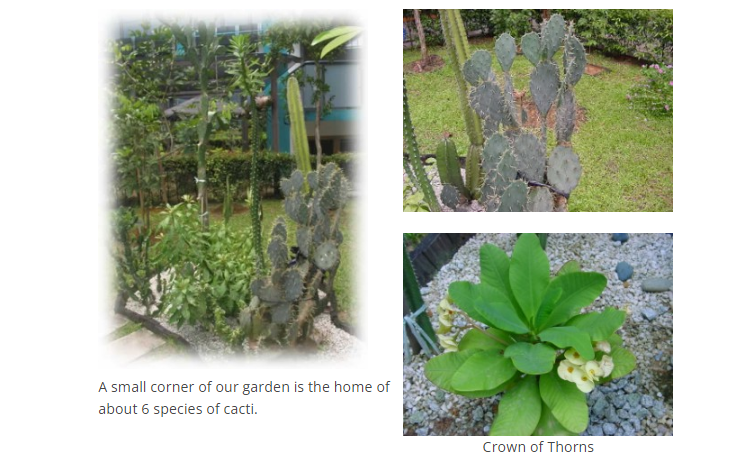 A small corner of our garden is the home of
about 6 species of cacti.
Crown of Thorns